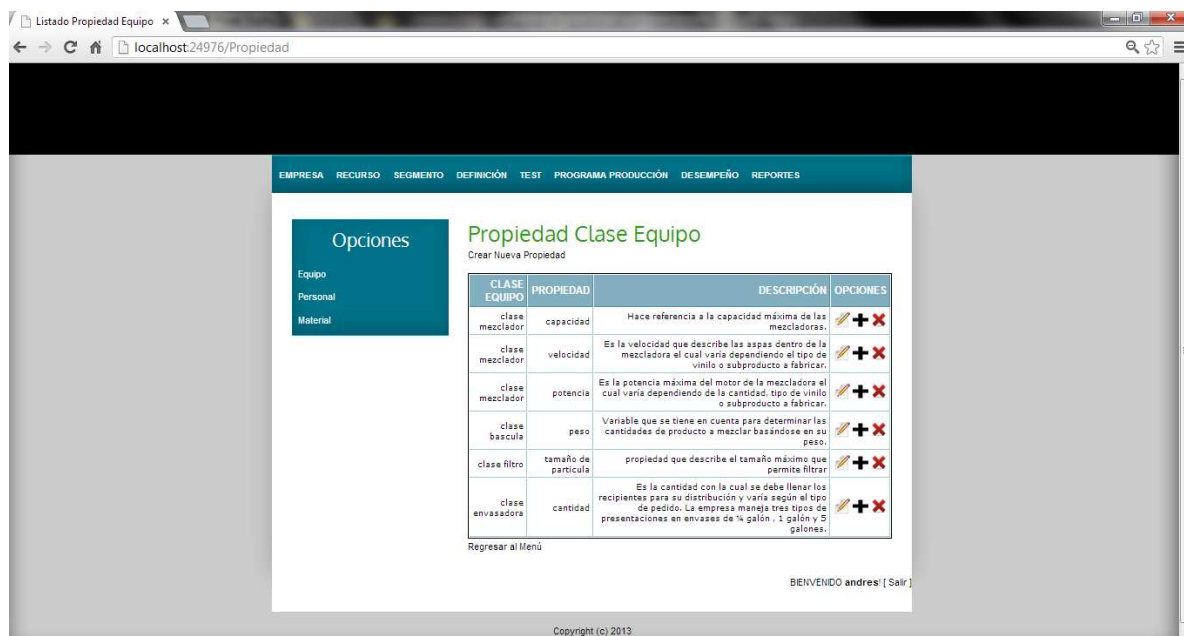 Listado Propiedad Equipo
localhost:24976/Propiedad
EMPRESA RECURSO SEGMENTO DEFINICIÓN TEST PROGRAMA PRODUCCIÓN DESEMPEÑO REPORTES
Opciones
Equipo
Personal
Material
Propiedad Clase Equipo
Crear Nueva Propiedad
CLASE EQUIPO PROPIEDAD DESCRIPCIÓN OPCIONES
clase mezclador capacidad Hace referencia a la capacidad máxima de las
mezcladoras.
clase mezclador velocidad Es la velocidad que describe las aspas dentro de la
mezcladora el cual varía dependiendo el tipo de
vinilo o subproducto a fabricar.
clase mezclador potencia Es la potencia máxima del motor de la mezcladora el
cual varía dependiendo de la cantidad, tipo de vinilo
o subproducto a fabricar.
clase bascula peso Variable que se tiene en cuenta para determinar las
cantidades de producto a mezclar basándose en su
peso.
clase filtro tamaño de particula propiedad que describe el tamaño máximo que
permite filtrar
clase envasadora cantidad Es la cantidad con la cual se debe llenar los
recipientes para su distribución y varía según el tipo
de pedido. La empresa maneja tres tipos de
presentaciones en envases de ¼ galón , 1 galón y 5
galones.
Regresar al Menú
BIENVENIDO andres! [ Salir ]
Copyright (c) 2013